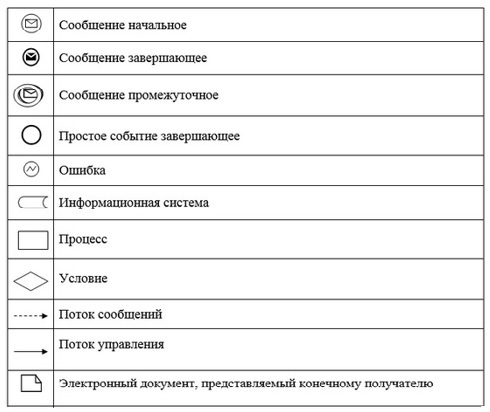 Сообщение начальное
Сообщение завершающее
Сообщение промежуточное
Простое событие завершающее
Ошибка
Информационная система
Процесс
Условие
Поток сообщений
Поток управления
Электронный документ, представляемый конечному получателю